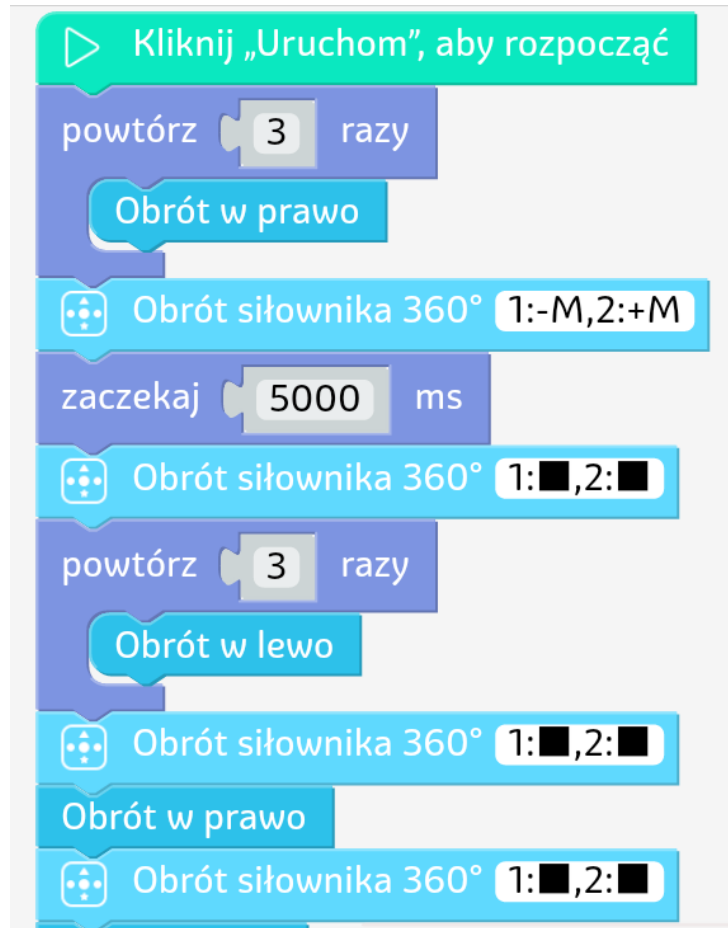 Kliknij „Uruchom”, aby rozpocząć
powtórz 3 razy
Obrót w prawo
Obrót siłownika 360° 1:-M,2:+M
zaczekaj 5000 ms
Obrót siłownika 360° 1:■,2:■
powtórz 3 razy
Obrót w lewo
Obrót siłownika 360° 1:■,2:■
Obrót w prawo
Obrót siłownika 360° 1:■,2:■